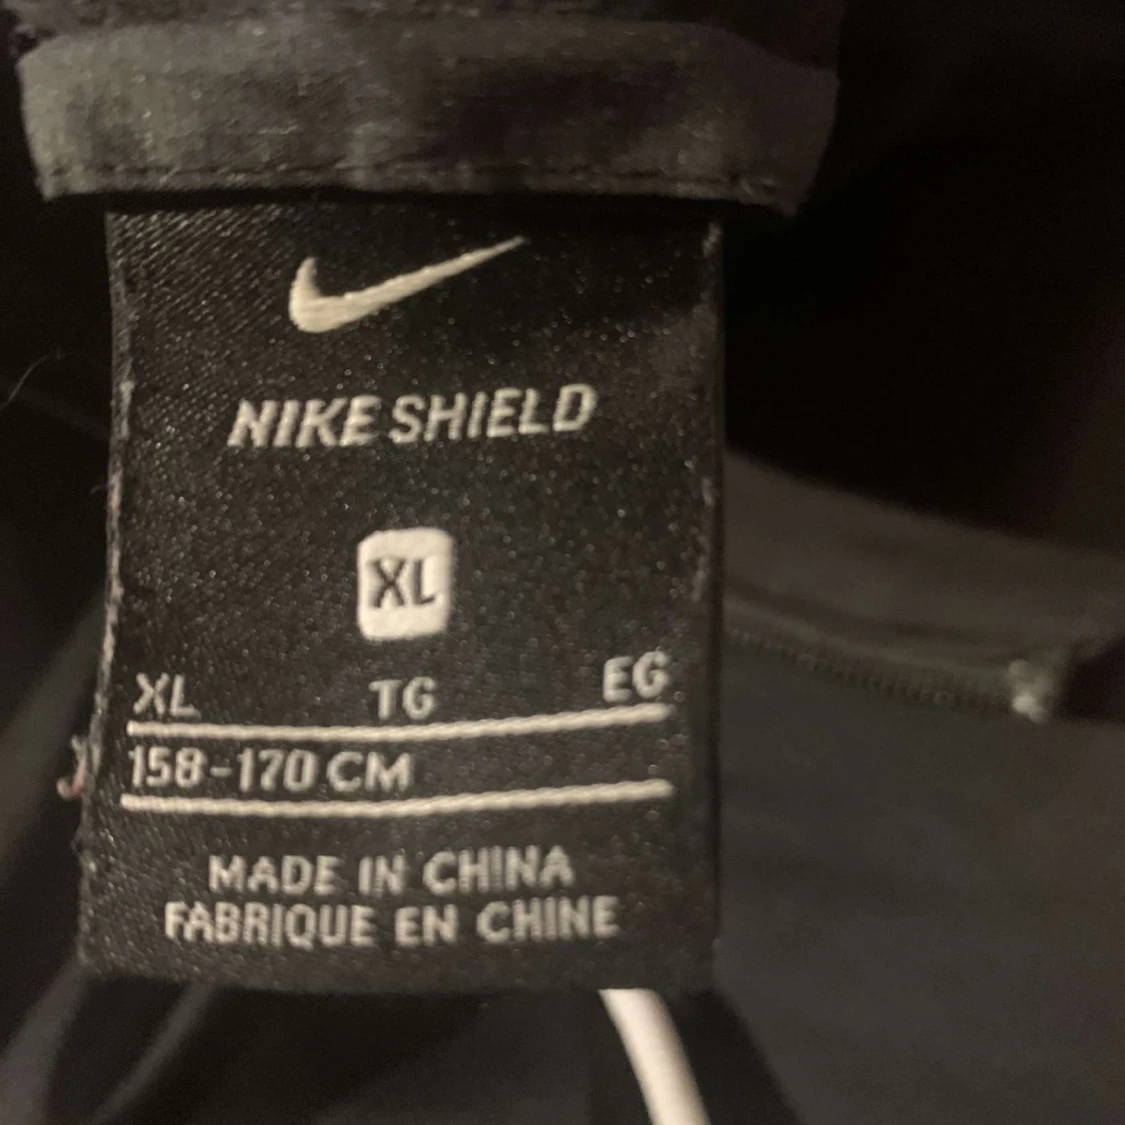 NIKE SHIELD
XL
XL TG EG
158-170 CM
MADE IN CHINA
FABRIQUE EN CHINE